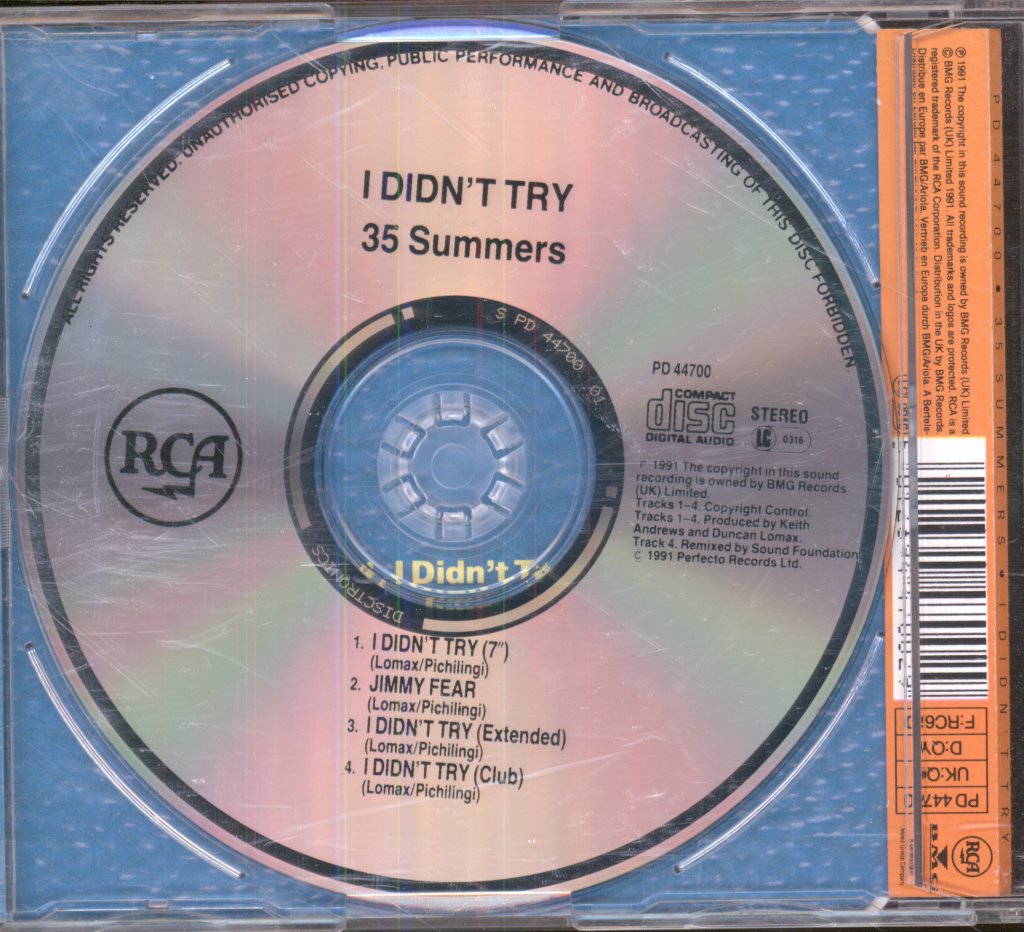 ALL RIGHTS RESERVED. UNAUTHORISED COPYING, PUBLIC PERFORMANCE AND BROADCASTING OF THIS DISC FORBIDDEN
I DIDN'T TRY
35 Summers
S PD 44700 01
RCA
PD 44700
COMPACT
disc
DIGITAL AUDIO
STEREO
LC 0316
℗ 1991 The copyright in this sound
recording is owned by BMG Records
(UK) Limited.
Tracks 1–4. Copyright Control.
Tracks 1–4. Produced by Keith
Andrews and Duncan Lomax.
Track 4. Remixed by Sound Foundation
© 1991 Perfecto Records Ltd.
I Didn't
DISCTRONICS
1. I DIDN'T TRY (7")
(Lomax/Pichilingi)
2. JIMMY FEAR
(Lomax/Pichilingi)
3. I DIDN'T TRY (Extended)
(Lomax/Pichilingi)
4. I DIDN'T TRY (Club)
(Lomax/Pichilingi)
PD 44700 • 35 SUMMERS • I DIDN'T TRY
℗ 1991 The copyright in this sound recording is owned by BMG Records (UK) Limited
© BMG Records (UK) Limited 1991. All trademarks and logos are protected. RCA is a
registered trademark of the RCA Corporation. Distribution in the UK by BMG Records.
Distribué en Europe par BMG/Ariola. Vertrieb en Europa durch BMG/Ariola. A Bertels-
F:RC6
D:
UK:
PD 447
RCA
BMG
Music Group Company